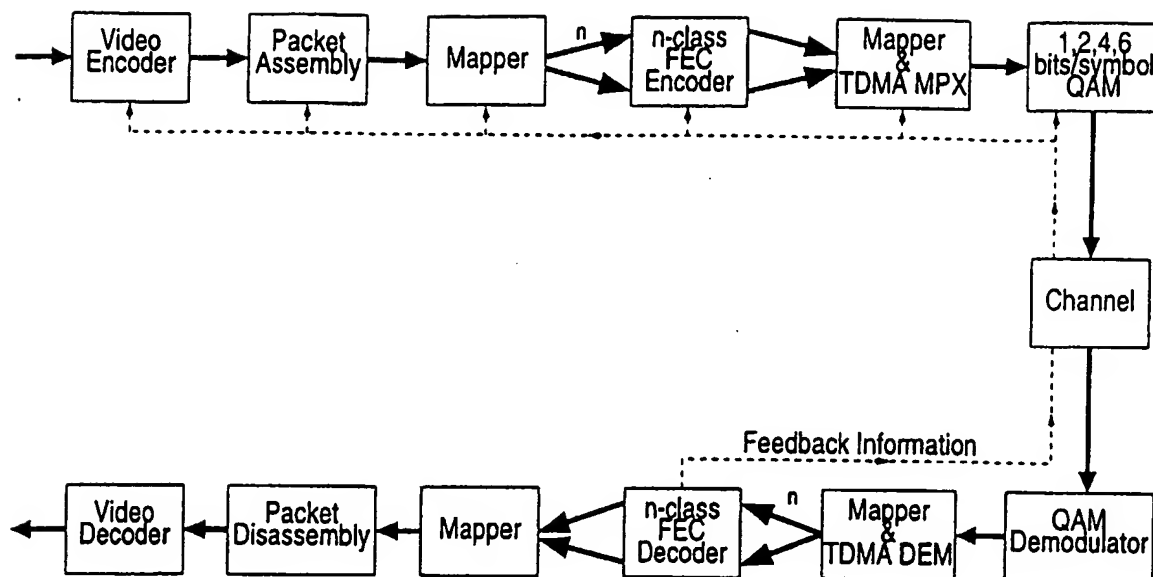 Video
Encoder
Packet
Assembly
Mapper
n
n-class
FEC
Encoder
Mapper
&
TDMA MPX
1,2,4,6
bits/symbol
QAM
Channel
Feedback Information
Video
Decoder
Packet
Disassembly
Mapper
n-class
FEC
Decoder
n
Mapper
&
TDMA DEM
QAM
Demodulator